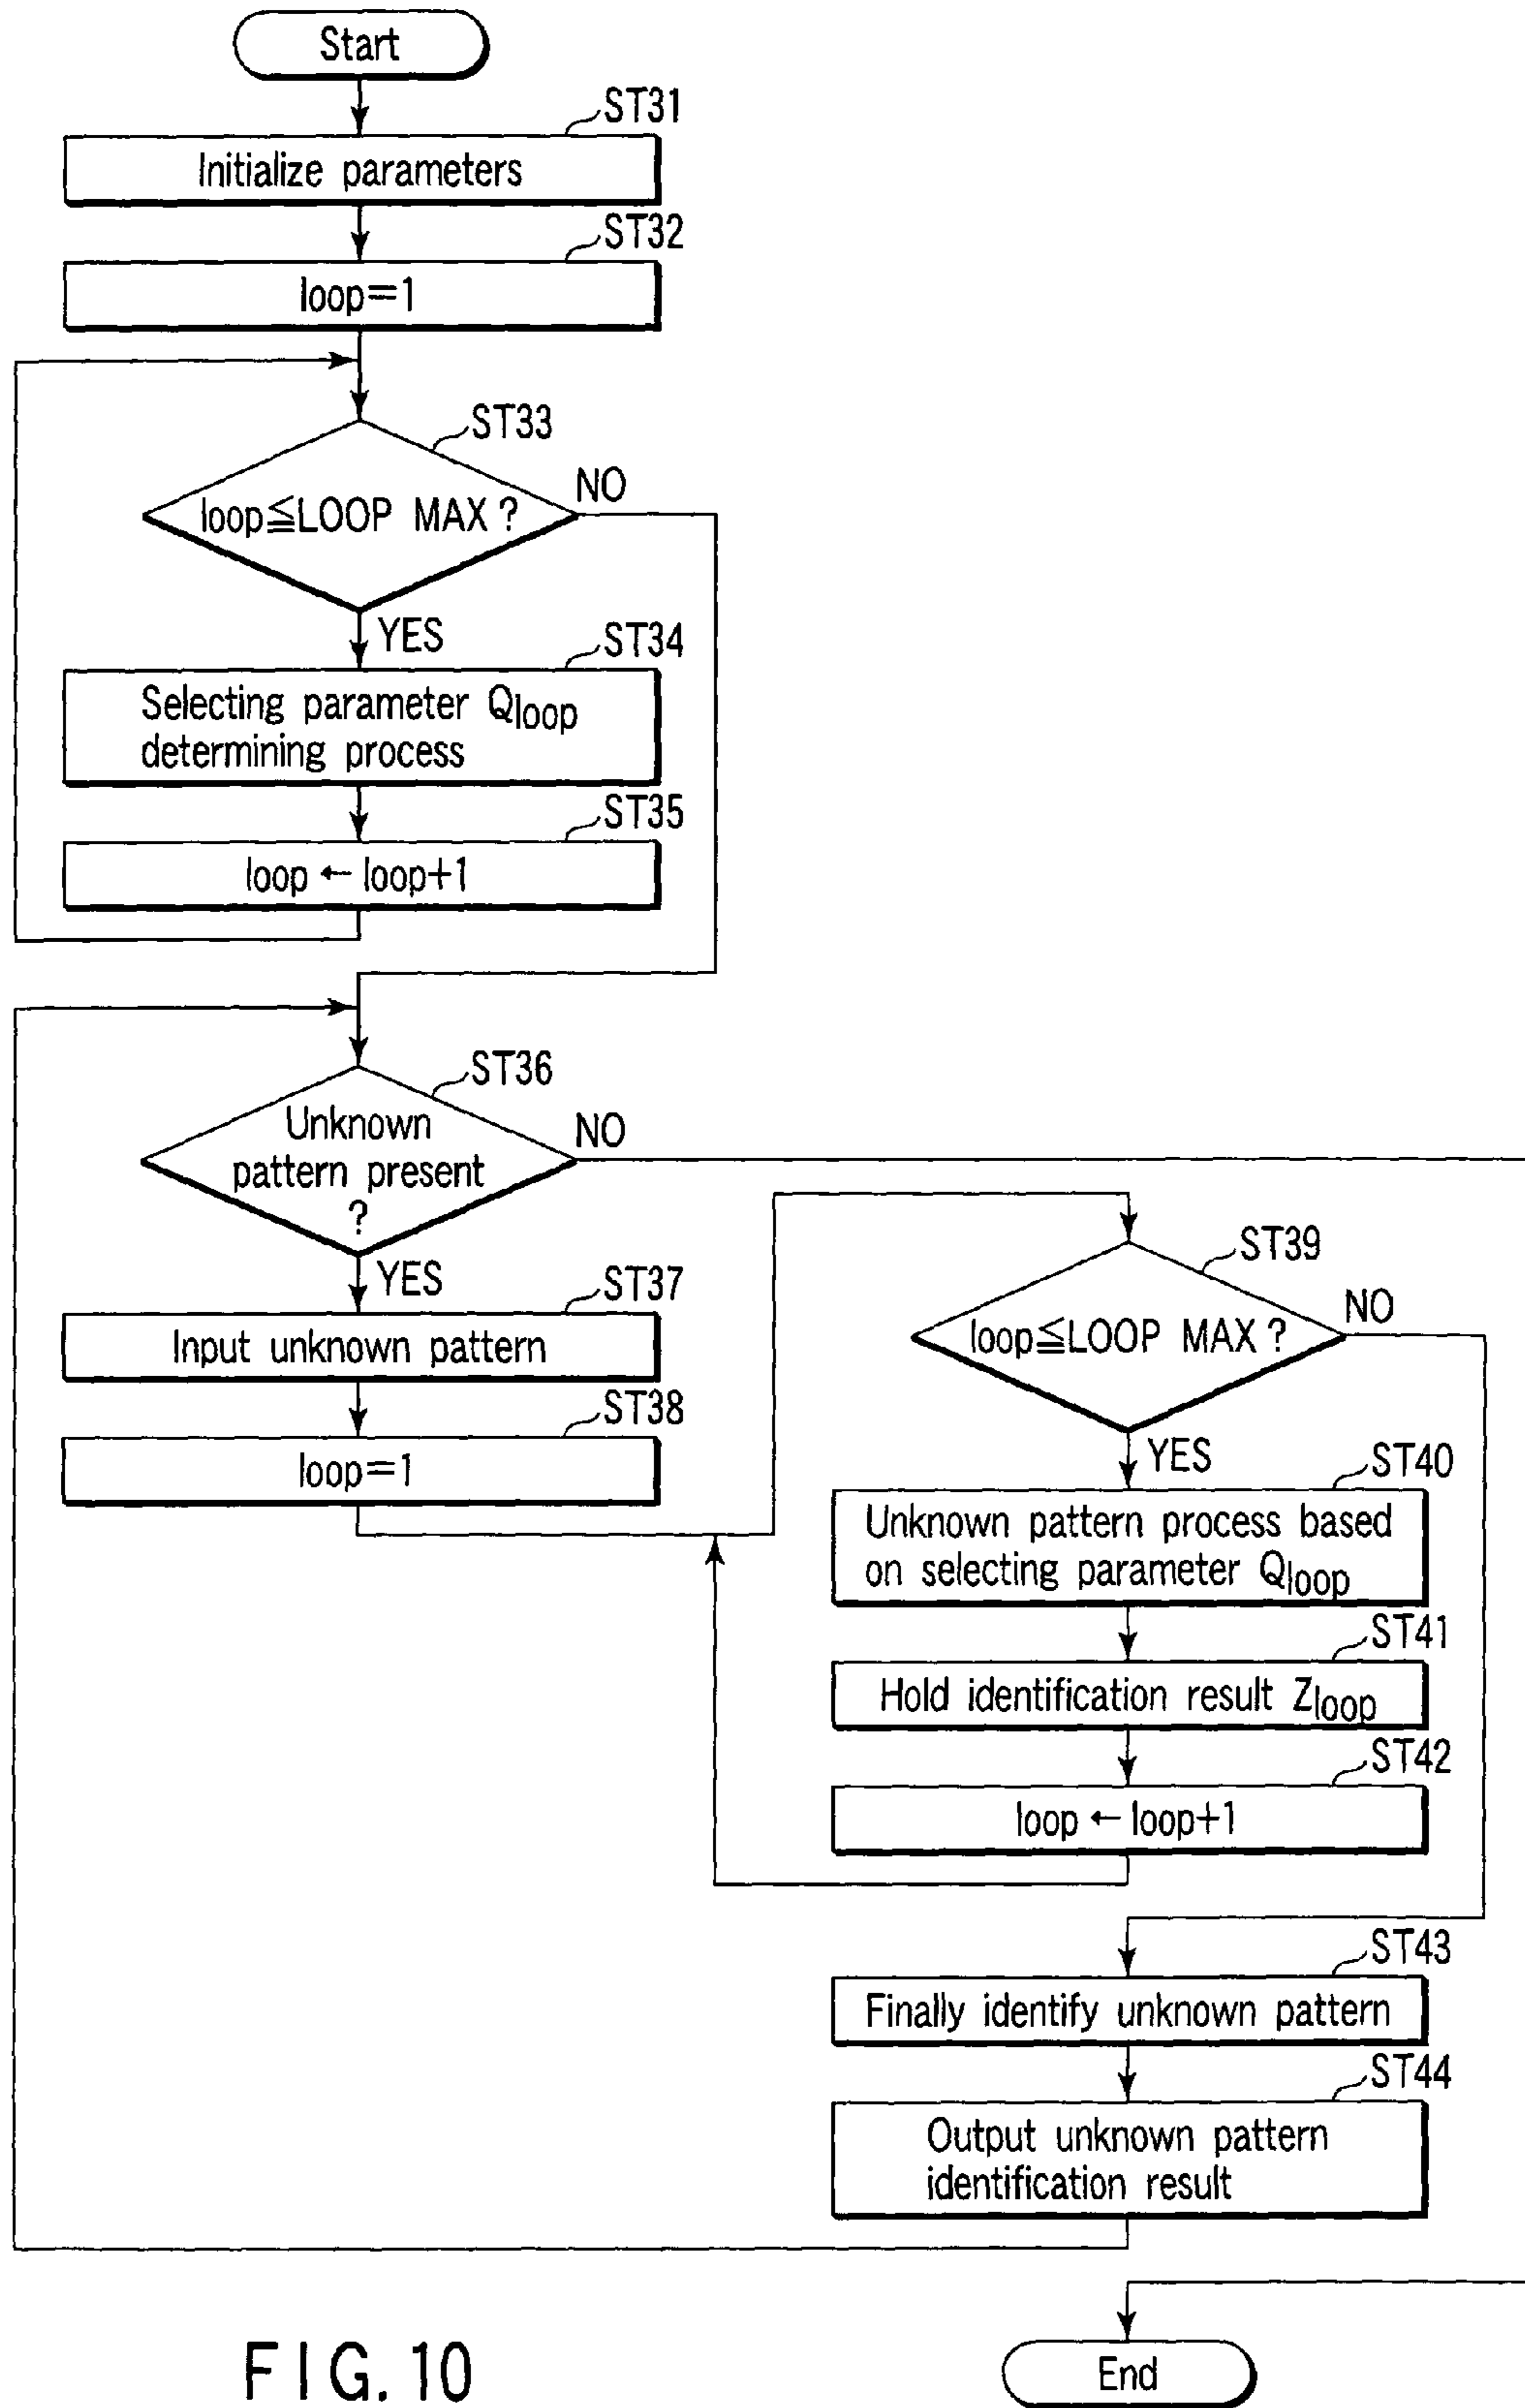 Start
ST31
Initialize parameters
ST32
loop=1
ST33
loop≦LOOP MAX ?
NO
YES
ST34
Selecting parameter Qloop
determining process
ST35
loop ← loop+1
ST36
Unknown
pattern present
?
NO
YES
ST37
Input unknown pattern
ST38
loop=1
ST39
loop≦LOOP MAX ?
NO
YES
ST40
Unknown pattern process based
on selecting parameter Qloop
ST41
Hold identification result Zloop
ST42
loop ← loop+1
ST43
Finally identify unknown pattern
ST44
Output unknown pattern
identification result
End
FIG. 10